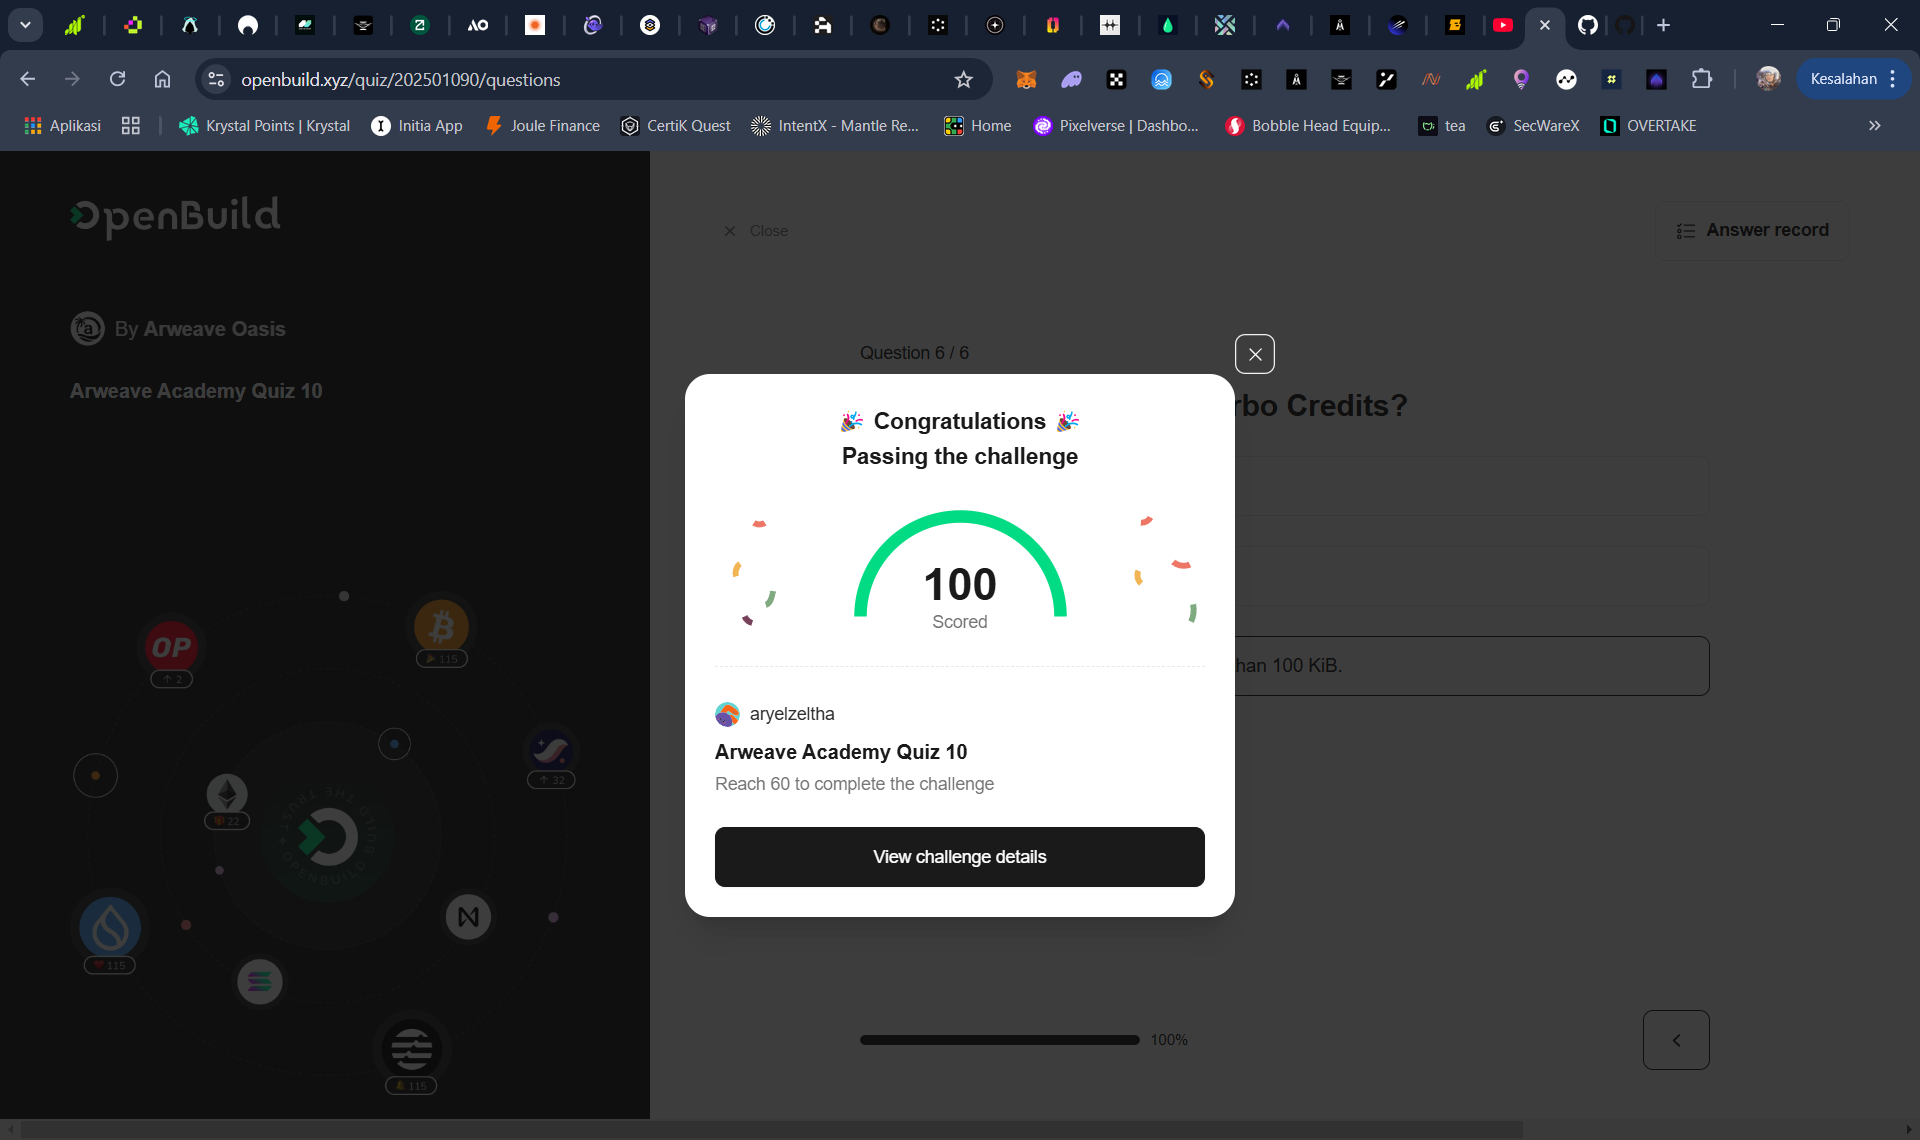 openbuild.xyz/quiz/202501090/questions
Kesalahan
Aplikasi
Krystal Points | Krystal
Initia App
Joule Finance
CertiK Quest
IntentX - Mantle Re...
Home
Pixelverse | Dashbo...
Bobble Head Equip...
tea
SecWareX
OVERTAKE
OpenBuild
By Arweave Oasis
Arweave Academy Quiz 10
OP
2
115
32
22
115
115
Close
Answer record
Question 6 / 6
rbo Credits?
han 100 KiB.
Congratulations
Passing the challenge
100
Scored
aryelzeltha
Arweave Academy Quiz 10
Reach 60 to complete the challenge
View challenge details
100%